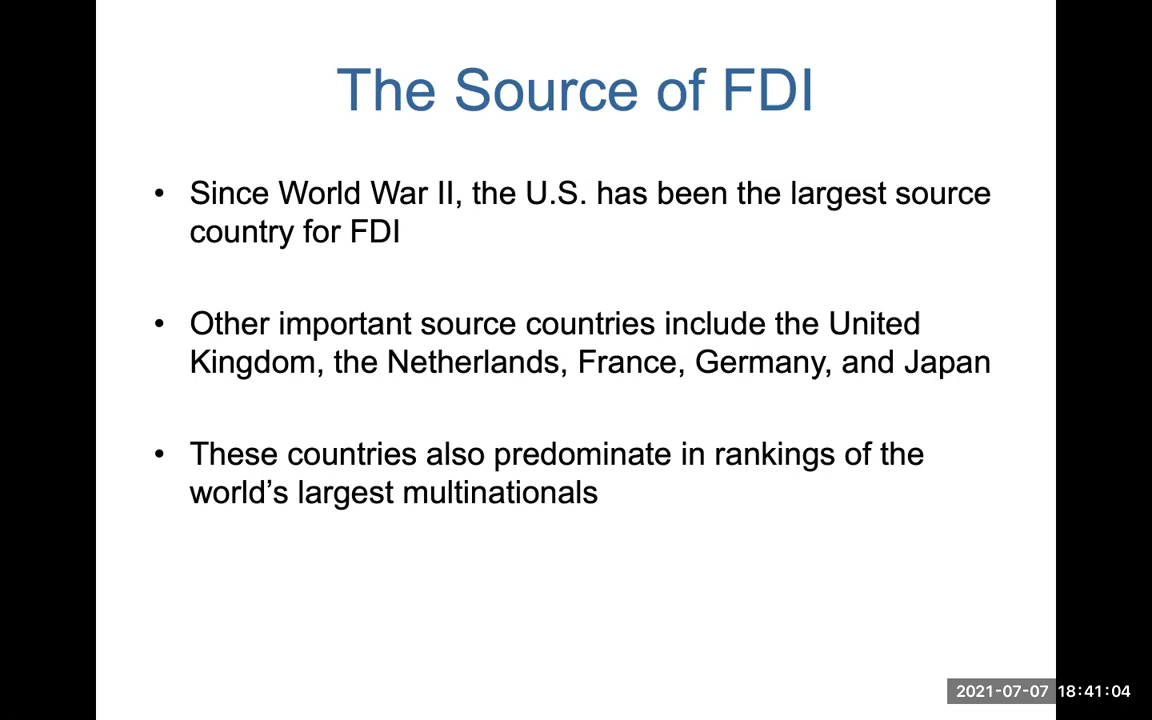 The Source of FDI
• Since World War II, the U.S. has been the largest source
country for FDI
• Other important source countries include the United
Kingdom, the Netherlands, France, Germany, and Japan
• These countries also predominate in rankings of the
world’s largest multinationals
2021-07-07 18:41:04